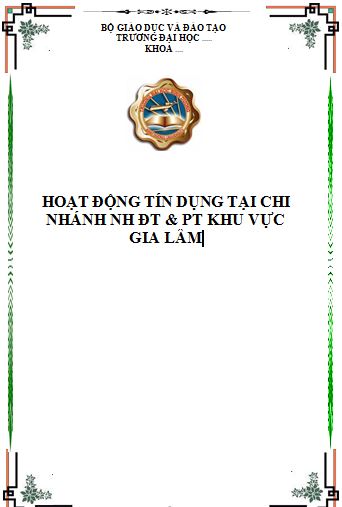 BỘ GIÁO DỤC VÀ ĐÀO TẠO
TRƯỜNG ĐẠI HỌC .....
KHOA ....
HOẠT ĐỘNG TÍN DỤNG TẠI CHI
NHÁNH NH ĐT & PT KHU VỰC
GIA LÂM